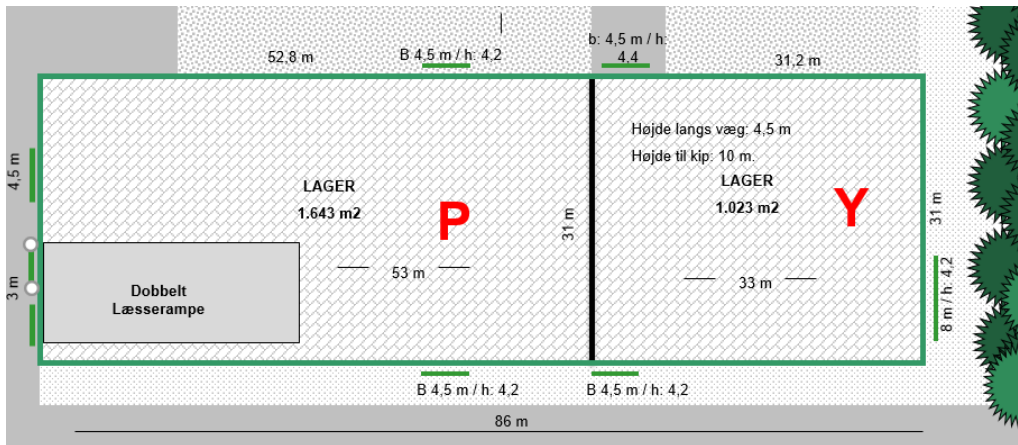 52.8 m
B 4,5 m / h: 4,2
b: 4,5 m / h:
4.4
31,2 m
4,5 m
Højde langs væg: 4,5 m
Højde til kip: 10 m.
LAGER
1.643 m2
P
LAGER
1.023 m2
Y
31 m
31 m
53 m
33 m
3 m
Dobbelt
Læsserampe
8 m / h: 4,2
B 4,5 m / h: 4,2
B 4,5 m / h: 4,2
86 m